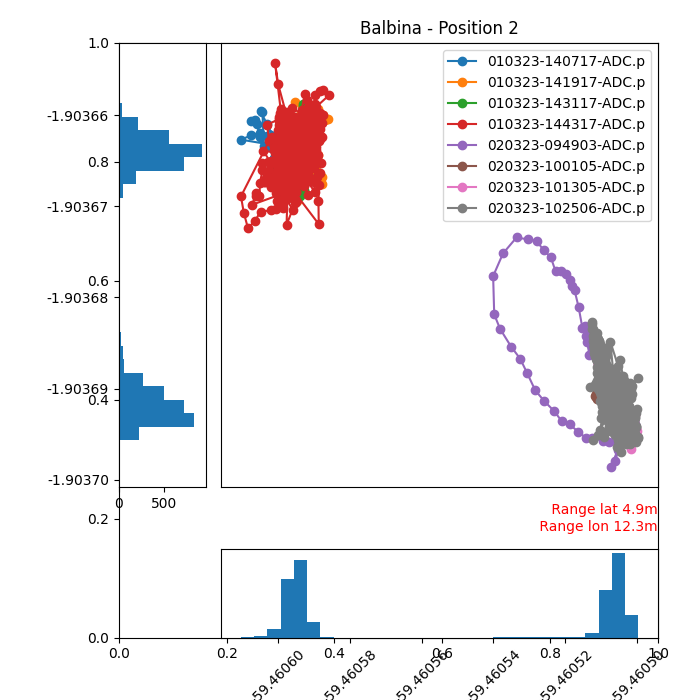 Balbina - Position 2
1.0
-1.90366
0.8
-1.90367
0.6
-1.90368
-1.90369
0.4
-1.90370
0.2
0.0
010323-140717-ADC.p
010323-141917-ADC.p
010323-143117-ADC.p
010323-144317-ADC.p
020323-094903-ADC.p
020323-100105-ADC.p
020323-101305-ADC.p
020323-102506-ADC.p
0 500
Range lat 4.9m
Range lon 12.3m
0.0 0.2 0.4 0.6 0.8 1.0
-59.46060 -59.46058 -59.46056 -59.46054 -59.46052 -59.46050